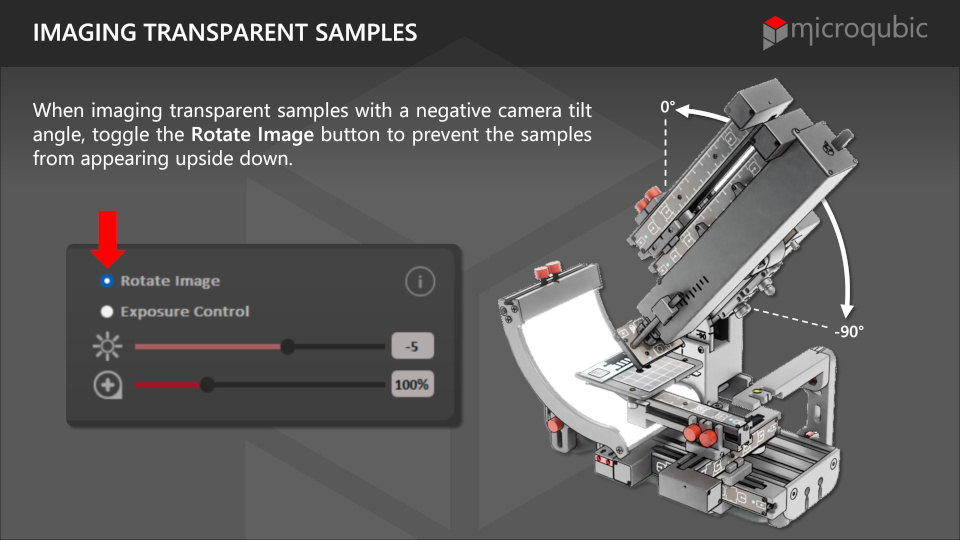 IMAGING TRANSPARENT SAMPLES
microqubic
When imaging transparent samples with a negative camera tilt
angle, toggle the Rotate Image button to prevent the samples
from appearing upside down.
0°
Rotate Image
i
Exposure Control
-5
100%
-90°